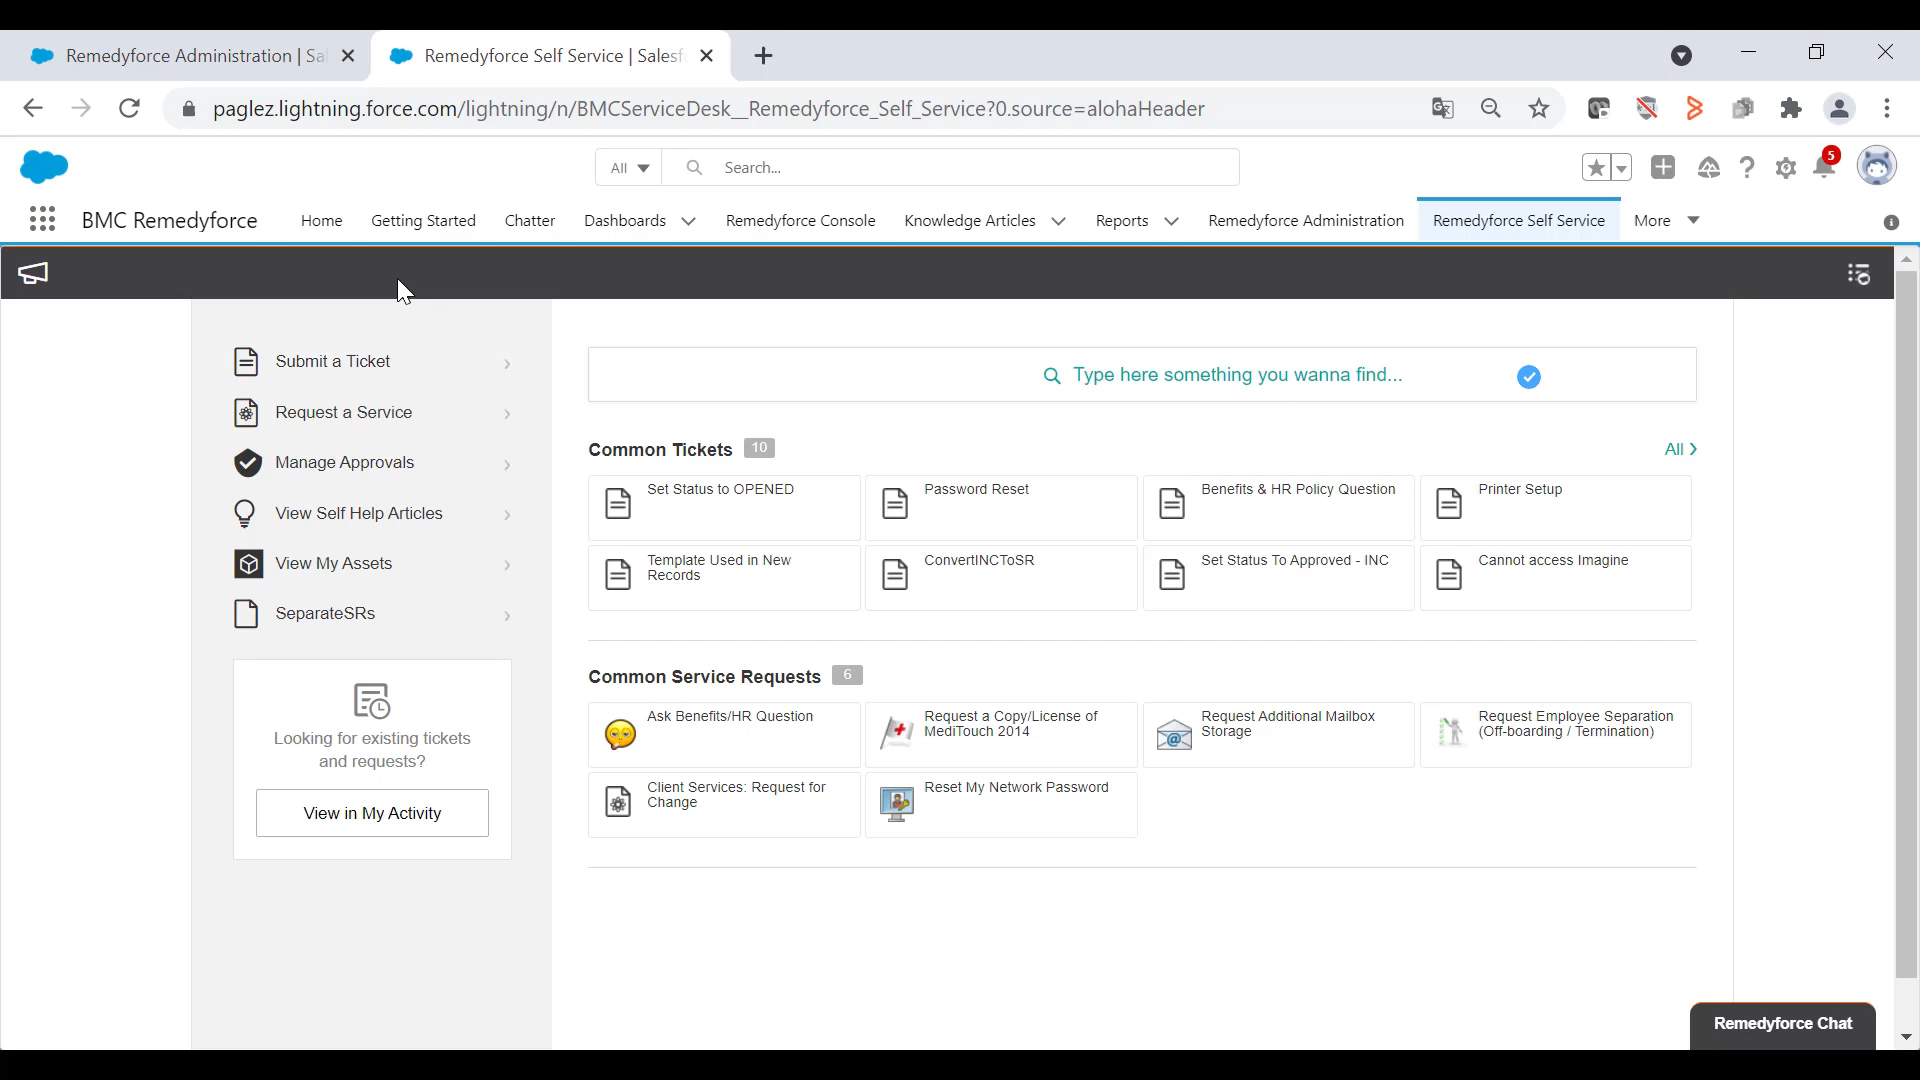 Remedyforce Administration | Sa
Remedyforce Self Service | Salesf
paglez.lightning.force.com/lightning/n/BMCServiceDesk__Remedyforce_Self_Service?0.source=alohaHeader
All
Search...
5
BMC Remedyforce
Home
Getting Started
Chatter
Dashboards
Remedyforce Console
Knowledge Articles
Reports
Remedyforce Administration
Remedyforce Self Service
More
Submit a Ticket
Request a Service
Manage Approvals
View Self Help Articles
View My Assets
SeparateSRs
Looking for existing tickets
and requests?
View in My Activity
Type here something you wanna find...
Common Tickets 10
All
Set Status to OPENED
Password Reset
Benefits & HR Policy Question
Printer Setup
Template Used in New
Records
ConvertINCToSR
Set Status To Approved - INC
Cannot access Imagine
Common Service Requests 6
Ask Benefits/HR Question
Request a Copy/License of
MediTouch 2014
Request Additional Mailbox
Storage
Request Employee Separation
(Off-boarding / Termination)
Client Services: Request for
Change
Reset My Network Password
Remedyforce Chat